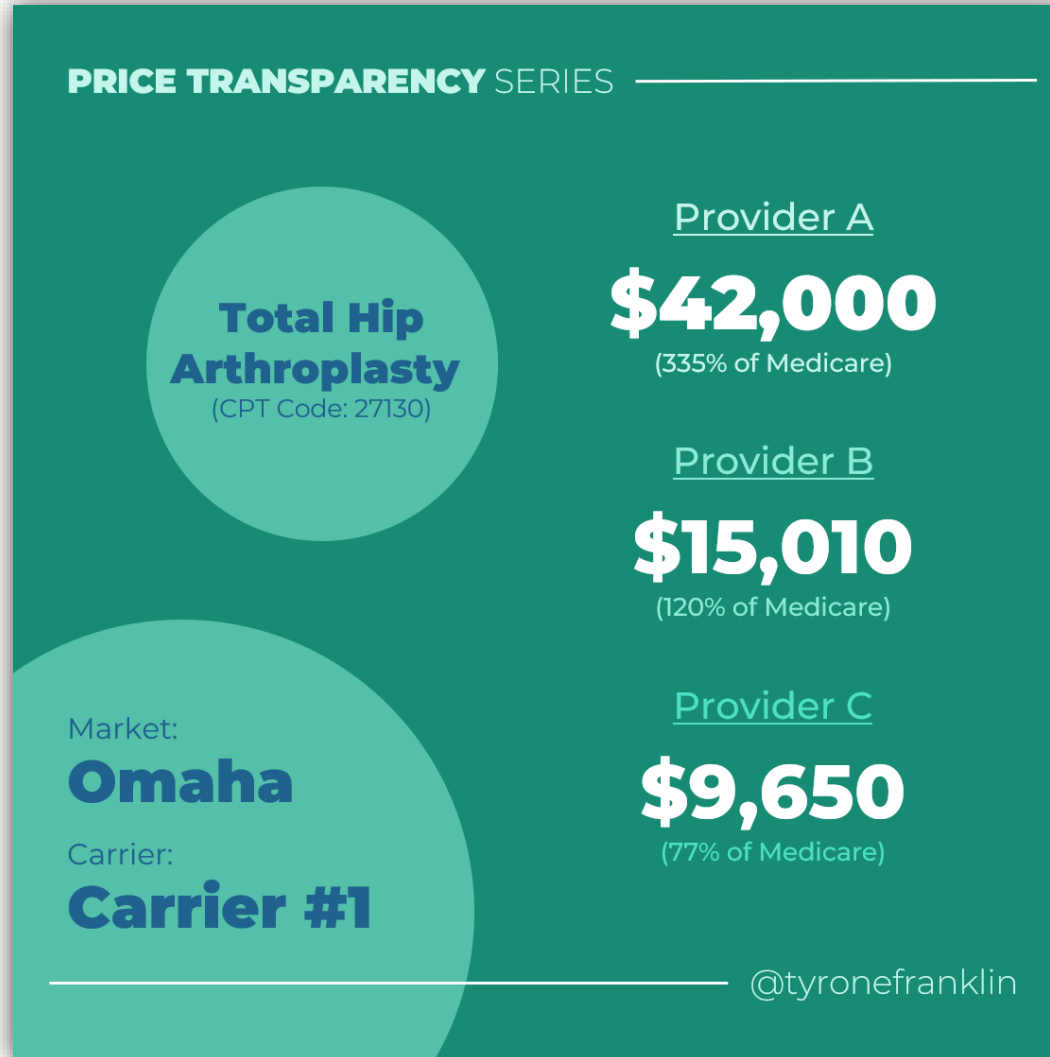 PRICE TRANSPARENCY SERIES
Total Hip
Arthroplasty
(CPT Code: 27130)
Provider A
$42,000
(335% of Medicare)
Provider B
$15,010
(120% of Medicare)
Provider C
$9,650
(77% of Medicare)
Market:
Omaha
Carrier:
Carrier #1
@tyronefranklin